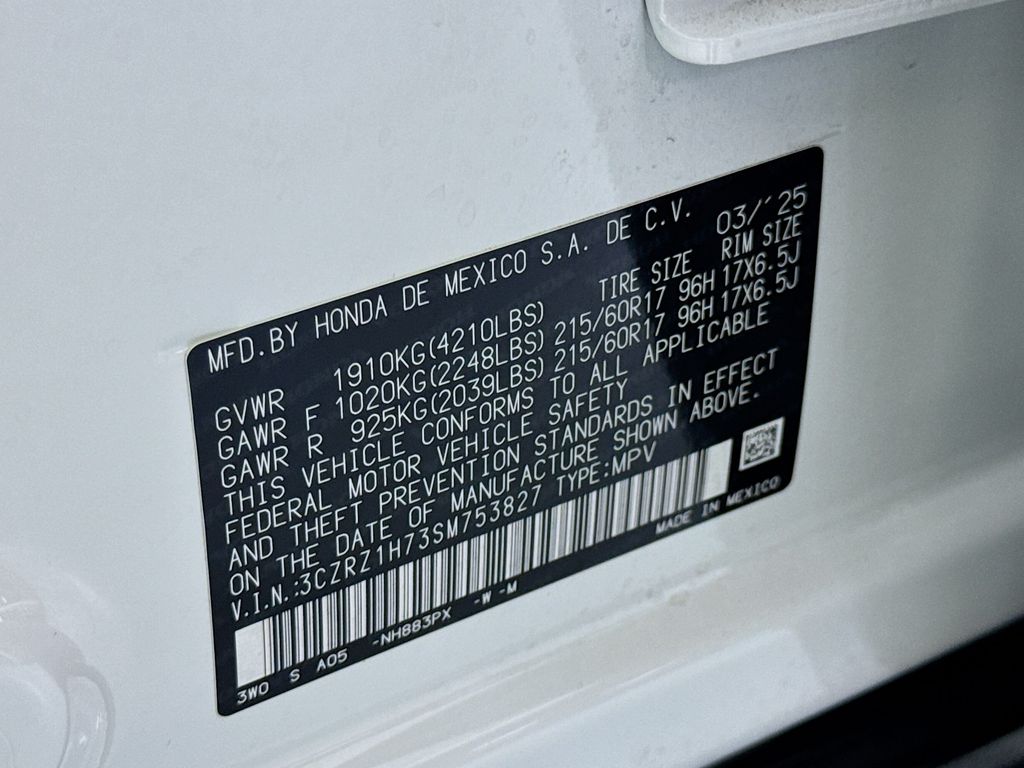 MFD.BY HONDA DE MEXICO S.A. DE C.V. 03/'25
TIRE SIZE RIM SIZE
GVWR 1910KG(4210LBS)
GAWR F 1020KG(2248LBS) 215/60R17 96H 17X6.5J
GAWR R 925KG(2039LBS) 215/60R17 96H 17X6.5J
THIS VEHICLE CONFORMS TO ALL APPLICABLE
FEDERAL MOTOR VEHICLE SAFETY
AND THEFT PREVENTION STANDARDS IN EFFECT
ON THE DATE OF MANUFACTURE SHOWN ABOVE.
V.I.N.:3CZRZ1H73SM753827 TYPE:MPV
MADE IN MEXICO
3W0 S A05 -NH883PX -W -M